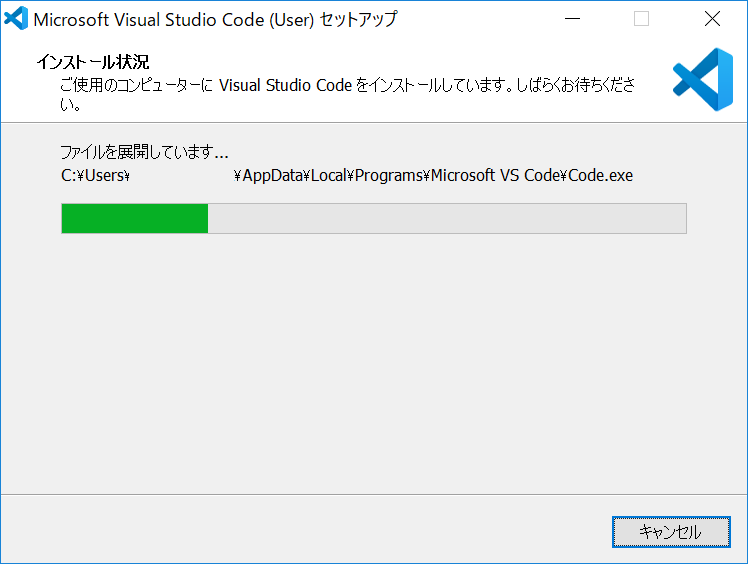 Microsoft Visual Studio Code (User) セットアップ
インストール状況
ご使用のコンピューターに Visual Studio Code をインストールしています。しばらくお待ちくださ
い。
ファイルを展開しています...
C:¥Users¥ ¥AppData¥Local¥Programs¥Microsoft VS Code¥Code.exe
キャンセル